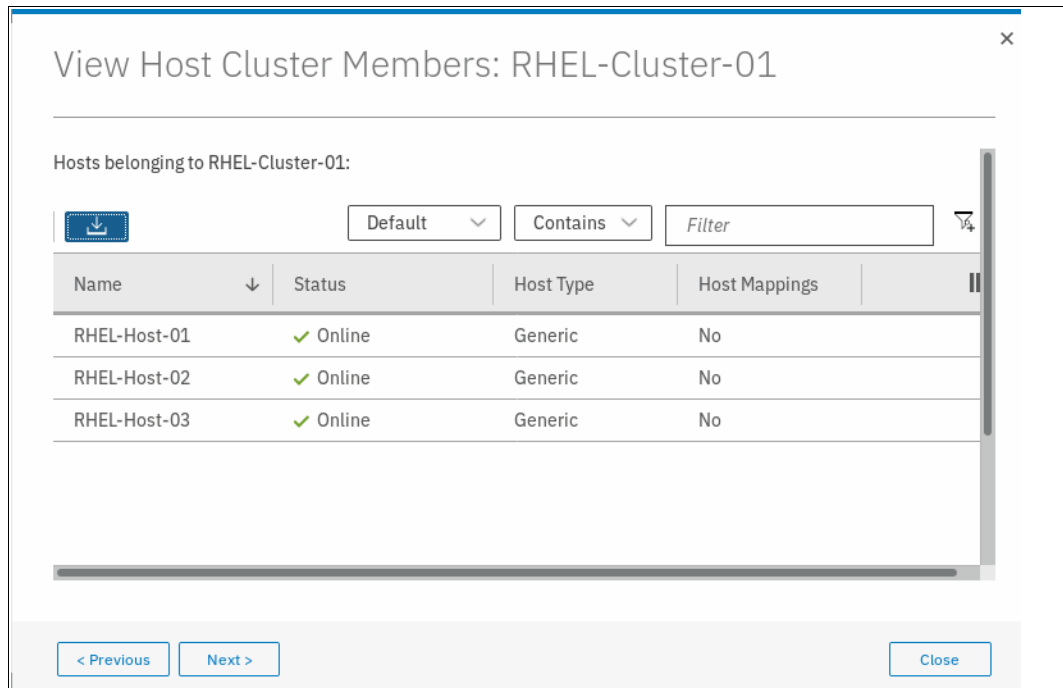 View Host Cluster Members: RHEL-Cluster-01
Hosts belonging to RHEL-Cluster-01:
Default Contains Filter
Name Status Host Type Host Mappings
RHEL-Host-01 Online Generic No
RHEL-Host-02 Online Generic No
RHEL-Host-03 Online Generic No
< Previous Next > Close